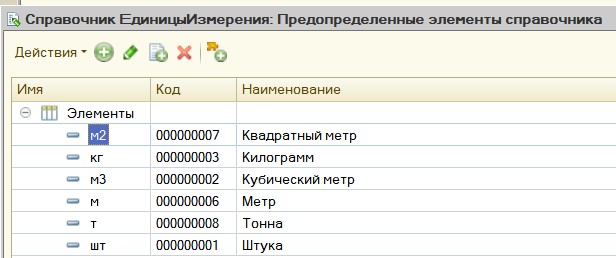 Справочник ЕдиницыИзмерения: Предопределенные элементы справочника
Действия
Имя Код Наименование
Элементы
м2 000000007 Квадратный метр
кг 000000003 Килограмм
м3 000000002 Кубический метр
м 000000006 Метр
т 000000008 Тонна
шт 000000001 Штука